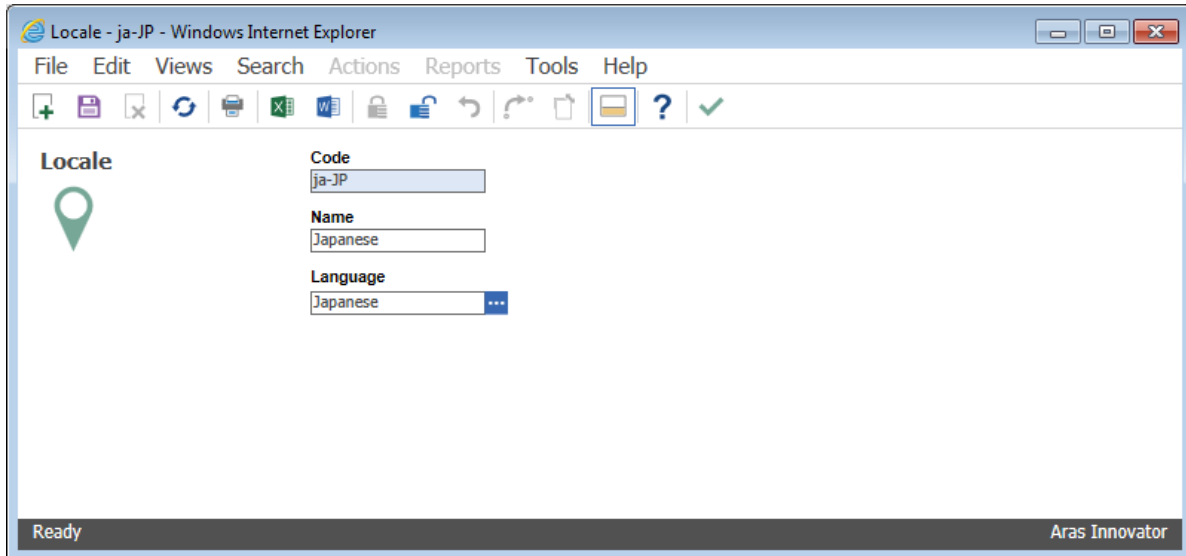 Locale - ja-JP - Windows Internet Explorer
File Edit Views Search Actions Reports Tools Help
Locale
Code
ja-JP
Name
Japanese
Language
Japanese
Ready Aras Innovator